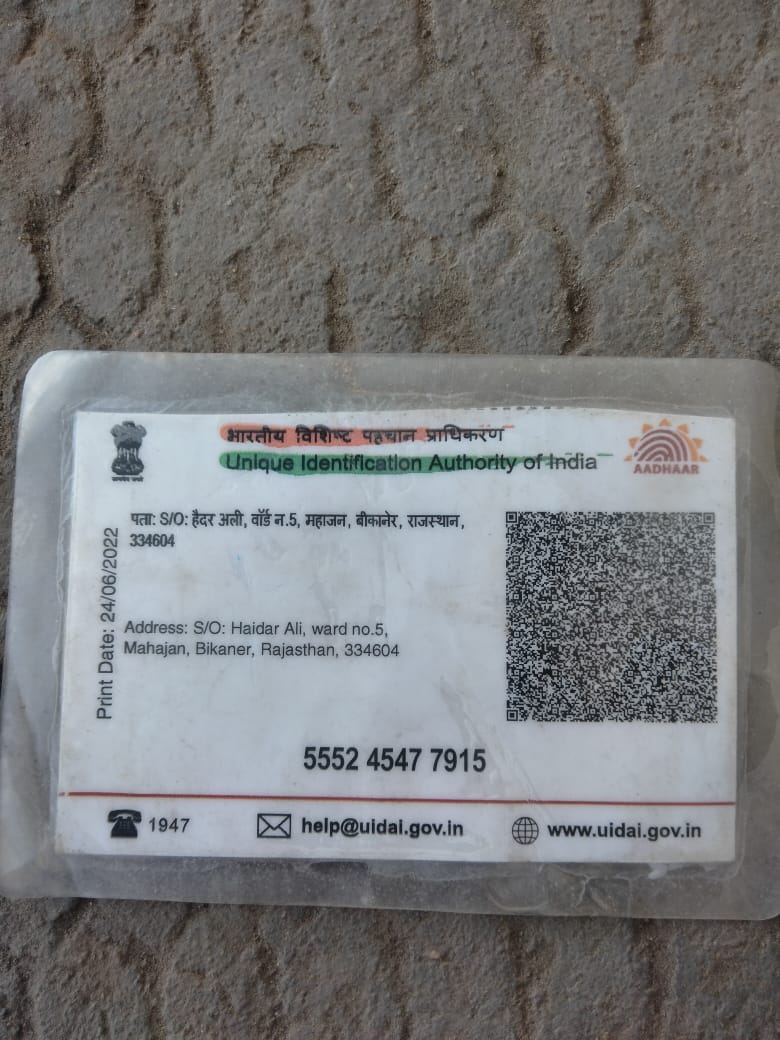 भारतीय विशिष्ट पहचान प्राधिकरण
Unique Identification Authority of India
AADHAAR
पता: S/O: हैदर अली, वॉर्ड न.5, महाजन, बीकानेर, राजस्थान,
334604
Print Date: 24/06/2022
Address: S/O: Haidar Ali, ward no.5,
Mahajan, Bikaner, Rajasthan, 334604
5552 4547 7915
1947
help@uidai.gov.in
www.uidai.gov.in